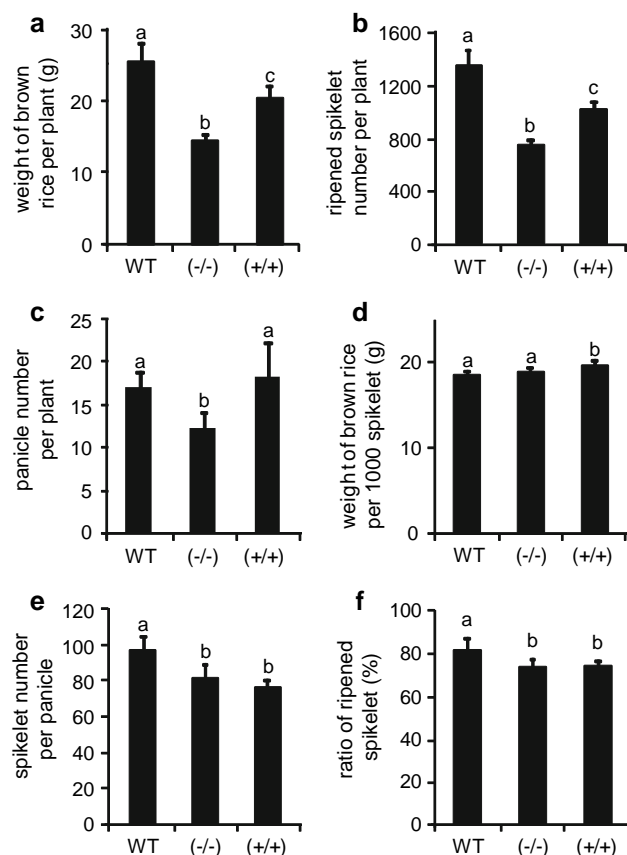 a
weight of brown
rice per plant (g)
30
20
10
0
a
b
c
WT (-/-) (+/+)
b
ripened spikelet
number per plant
1600
1200
800
400
0
a
b
c
WT (-/-) (+/+)
c
panicle number
per plant
25
20
15
10
5
0
a
b
a
WT (-/-) (+/+)
d
weight of brown rice
per 1000 spikelet (g)
20
10
0
a
a
b
WT (-/-) (+/+)
e
spikelet number
per panicle
120
100
80
60
40
20
0
a
b
b
WT (-/-) (+/+)
f
ratio of ripened
spikelet (%)
100
80
60
40
20
0
a
b
b
WT (-/-) (+/+)